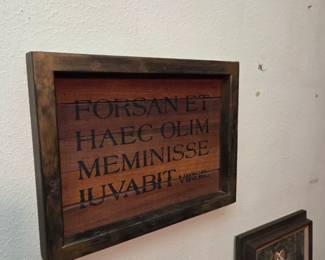 FORSAN ET
HAEC OLIM
MEMINISSE
IUVABIT